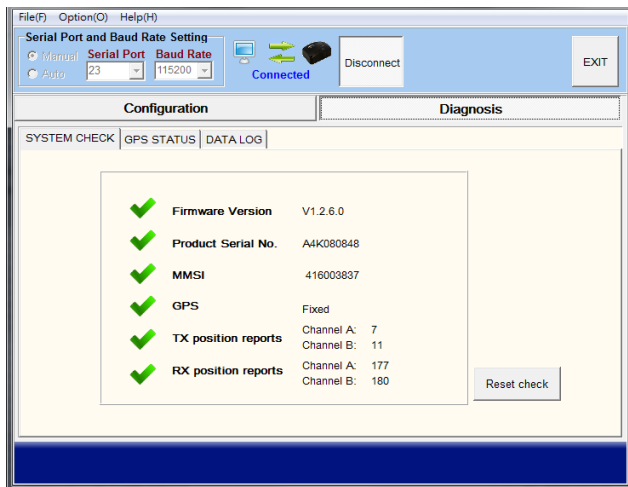 File(F) Option(O) Help(H)
Serial Port and Baud Rate Setting
Manual Serial Port Baud Rate
Auto 23 115200
Connected
Disconnect
EXIT
Configuration Diagnosis
SYSTEM CHECK GPS STATUS DATA LOG
Firmware Version V1.2.6.0
Product Serial No. A4K080848
MMSI 416003837
GPS Fixed
TX position reports Channel A: 7
Channel B: 11
RX position reports Channel A: 177
Channel B: 180
Reset check